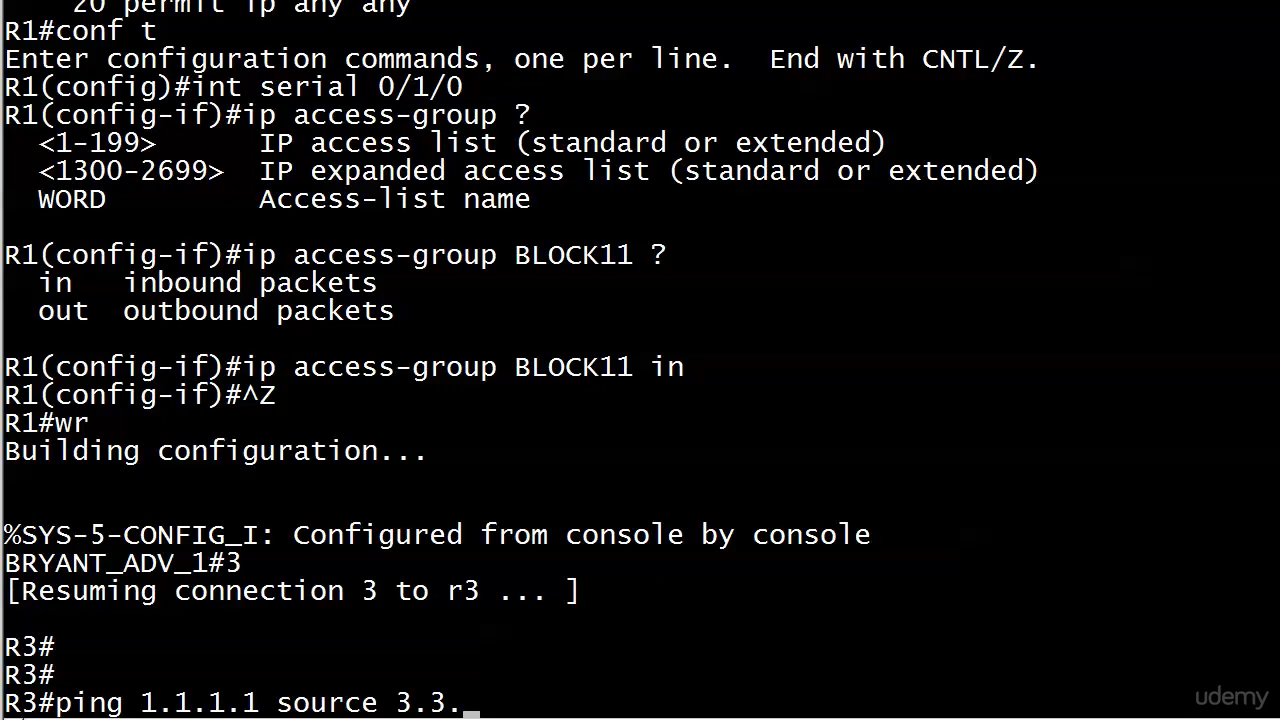 20 permit ip any any
R1#conf t
Enter configuration commands, one per line.  End with CNTL/Z.
R1(config)#int serial 0/1/0
R1(config-if)#ip access-group ?
  <1-199>      IP access list (standard or extended)
  <1300-2699>  IP expanded access list (standard or extended)
  WORD         Access-list name
R1(config-if)#ip access-group BLOCK11 ?
  in   inbound packets
  out  outbound packets
R1(config-if)#ip access-group BLOCK11 in
R1(config-if)#^Z
R1#wr
Building configuration...
%SYS-5-CONFIG_I: Configured from console by console
BRYANT_ADV_1#3
[Resuming connection 3 to r3 ... ]
R3#
R3#
R3#ping 1.1.1.1 source 3.3._
udemy